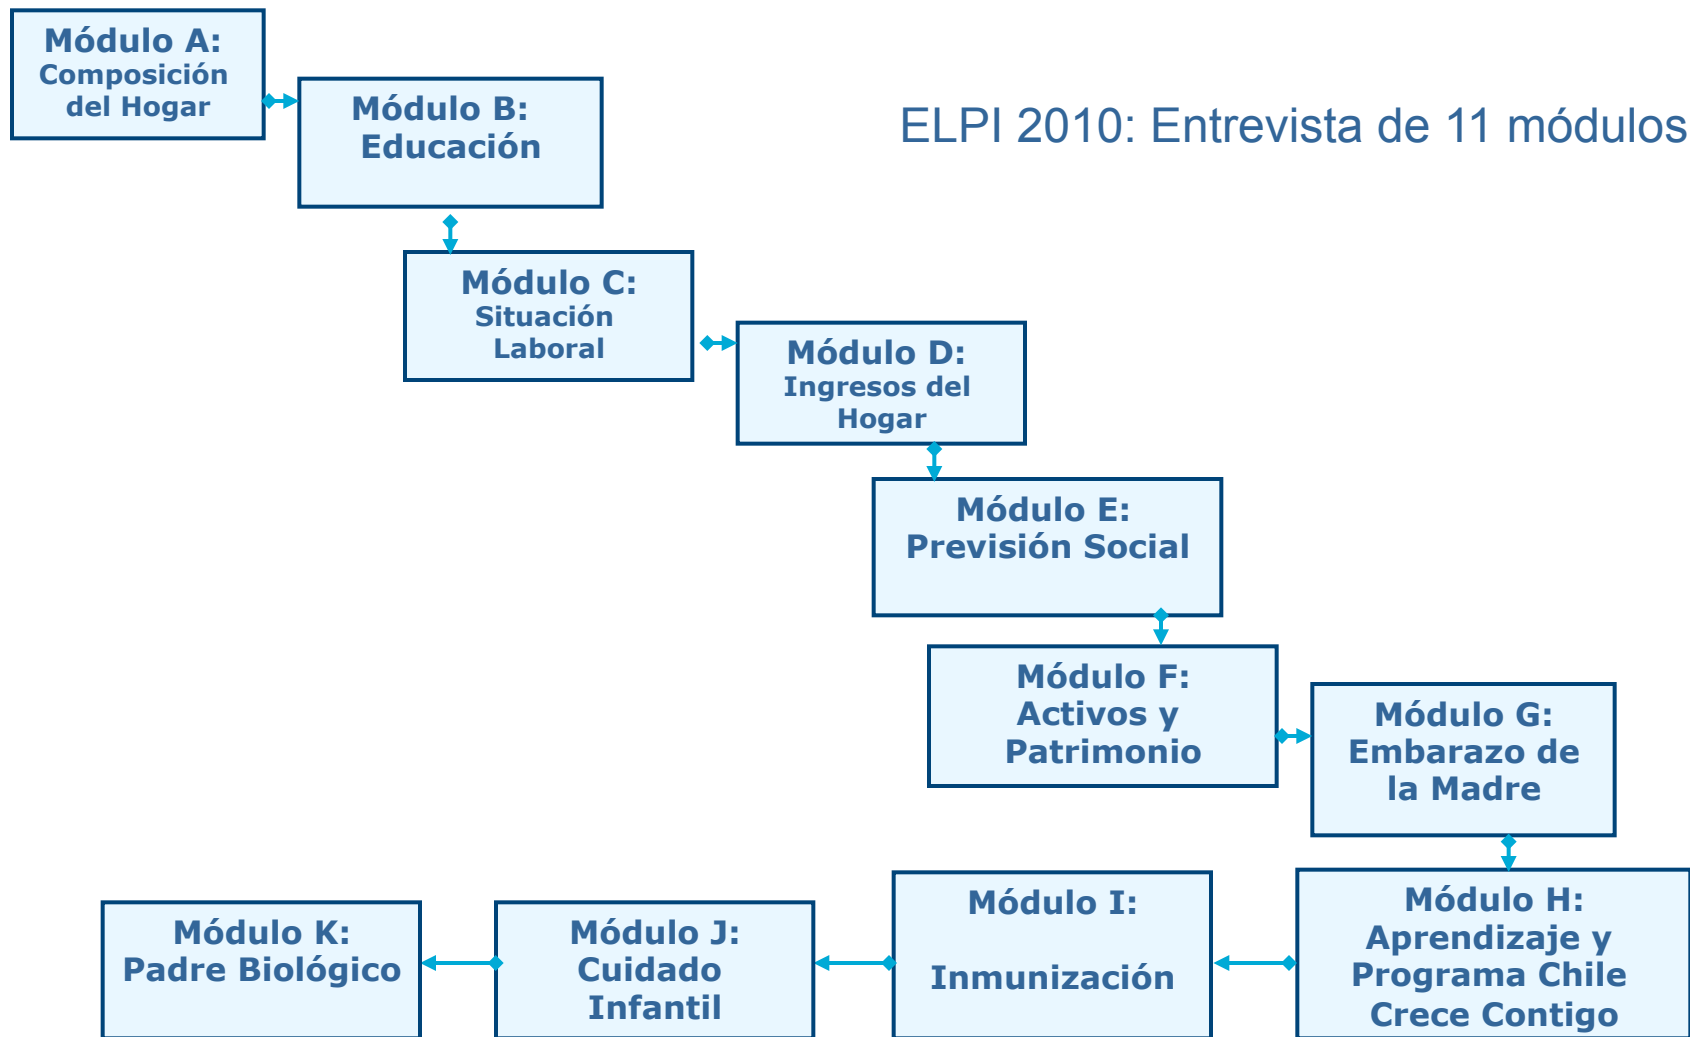 Módulo A:
Composición
del Hogar
Módulo B:
Educación
ELPI 2010: Entrevista de 11 módulos
Módulo C:
Situación
Laboral
Módulo D:
Ingresos del
Hogar
Módulo E:
Previsión Social
Módulo F:
Activos y
Patrimonio
Módulo G:
Embarazo de
la Madre
Módulo H:
Aprendizaje y
Programa Chile
Crece Contigo
Módulo I:
Inmunización
Módulo J:
Cuidado
Infantil
Módulo K:
Padre Biológico